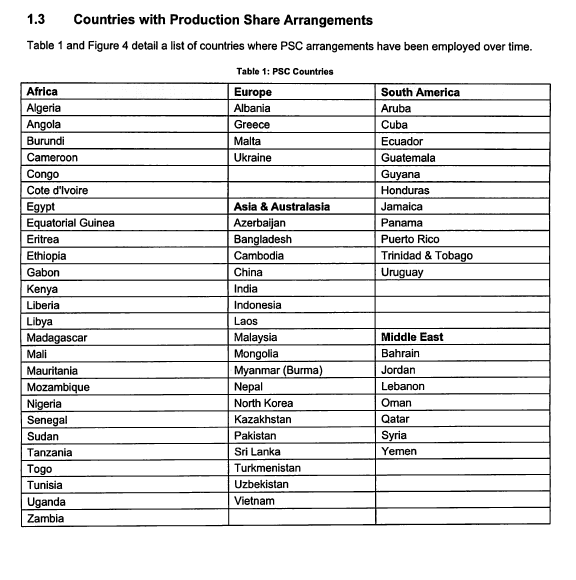 1.3 Countries with Production Share Arrangements
Table 1 and Figure 4 detail a list of countries where PSC arrangements have been employed over time.
Table 1: PSC Countries
Africa Europe South America
Algeria Albania Aruba
Angola Greece Cuba
Burundi Malta Ecuador
Cameroon Ukraine Guatemala
Congo Guyana
Cote d'Ivoire Honduras
Egypt Asia & Australasia Jamaica
Equatorial Guinea Azerbaijan Panama
Eritrea Bangladesh Puerto Rico
Ethiopia Cambodia Trinidad & Tobago
Gabon China Uruguay
Kenya India
Liberia Indonesia
Libya Laos
Madagascar Malaysia Middle East
Mali Mongolia Bahrain
Mauritania Myanmar (Burma) Jordan
Mozambique Nepal Lebanon
Nigeria North Korea Oman
Senegal Kazakhstan Qatar
Sudan Pakistan Syria
Tanzania Sri Lanka Yemen
Togo Turkmenistan
Tunisia Uzbekistan
Uganda Vietnam
Zambia